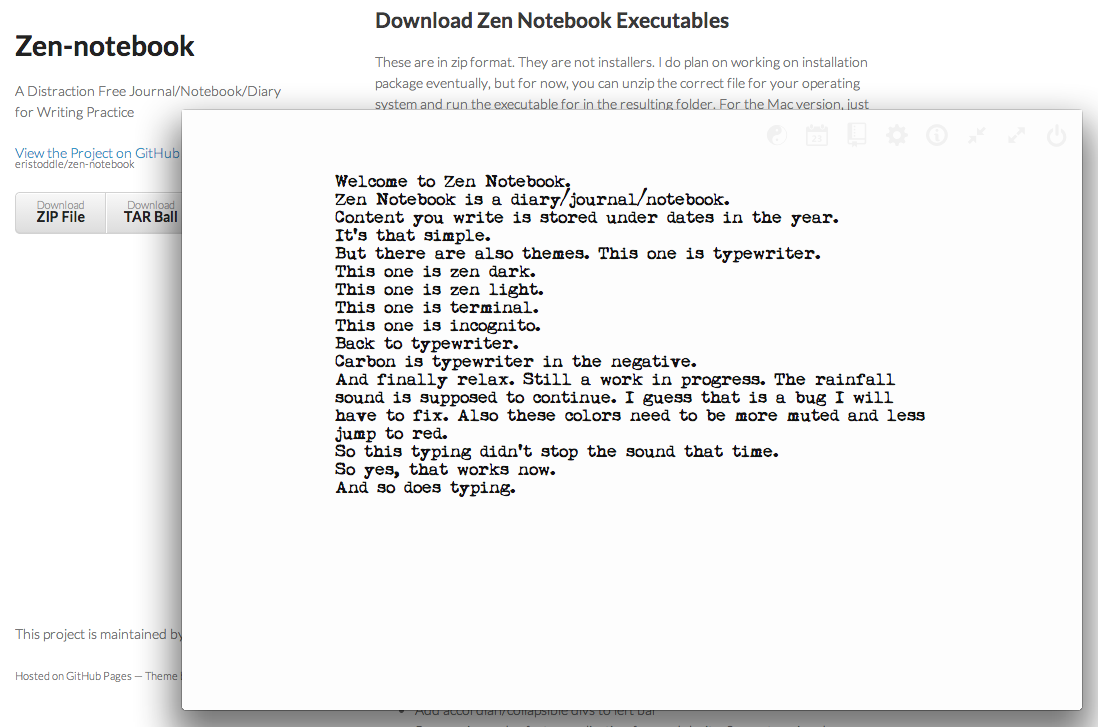 Zen-notebook
A Distraction Free Journal/Notebook/Diary
for Writing Practice
View the Project on GitHub
eristoddle/zen-notebook
Download
ZIP File
Download
TAR Ball
This project is maintained by
Hosted on GitHub Pages — Theme
Download Zen Notebook Executables
These are in zip format. They are not installers. I do plan on working on installation
package eventually, but for now, you can unzip the correct file for your operating
system and run the executable for in the resulting folder. For the Mac version, just
Welcome to Zen Notebook.
Zen Notebook is a diary/journal/notebook.
Content you write is stored under dates in the year.
It's that simple.
But there are also themes. This one is typewriter.
This one is zen dark.
This one is zen light.
This one is terminal.
This one is incognito.
Back to typewriter.
Carbon is typewriter in the negative.
And finally relax. Still a work in progress. The rainfall
sound is supposed to continue. I guess that is a bug I will
have to fix. Also these colors need to be more muted and less
jump to red.
So this typing didn't stop the sound that time.
So yes, that works now.
And so does typing.
Add accordian/collapsible divs to left bar